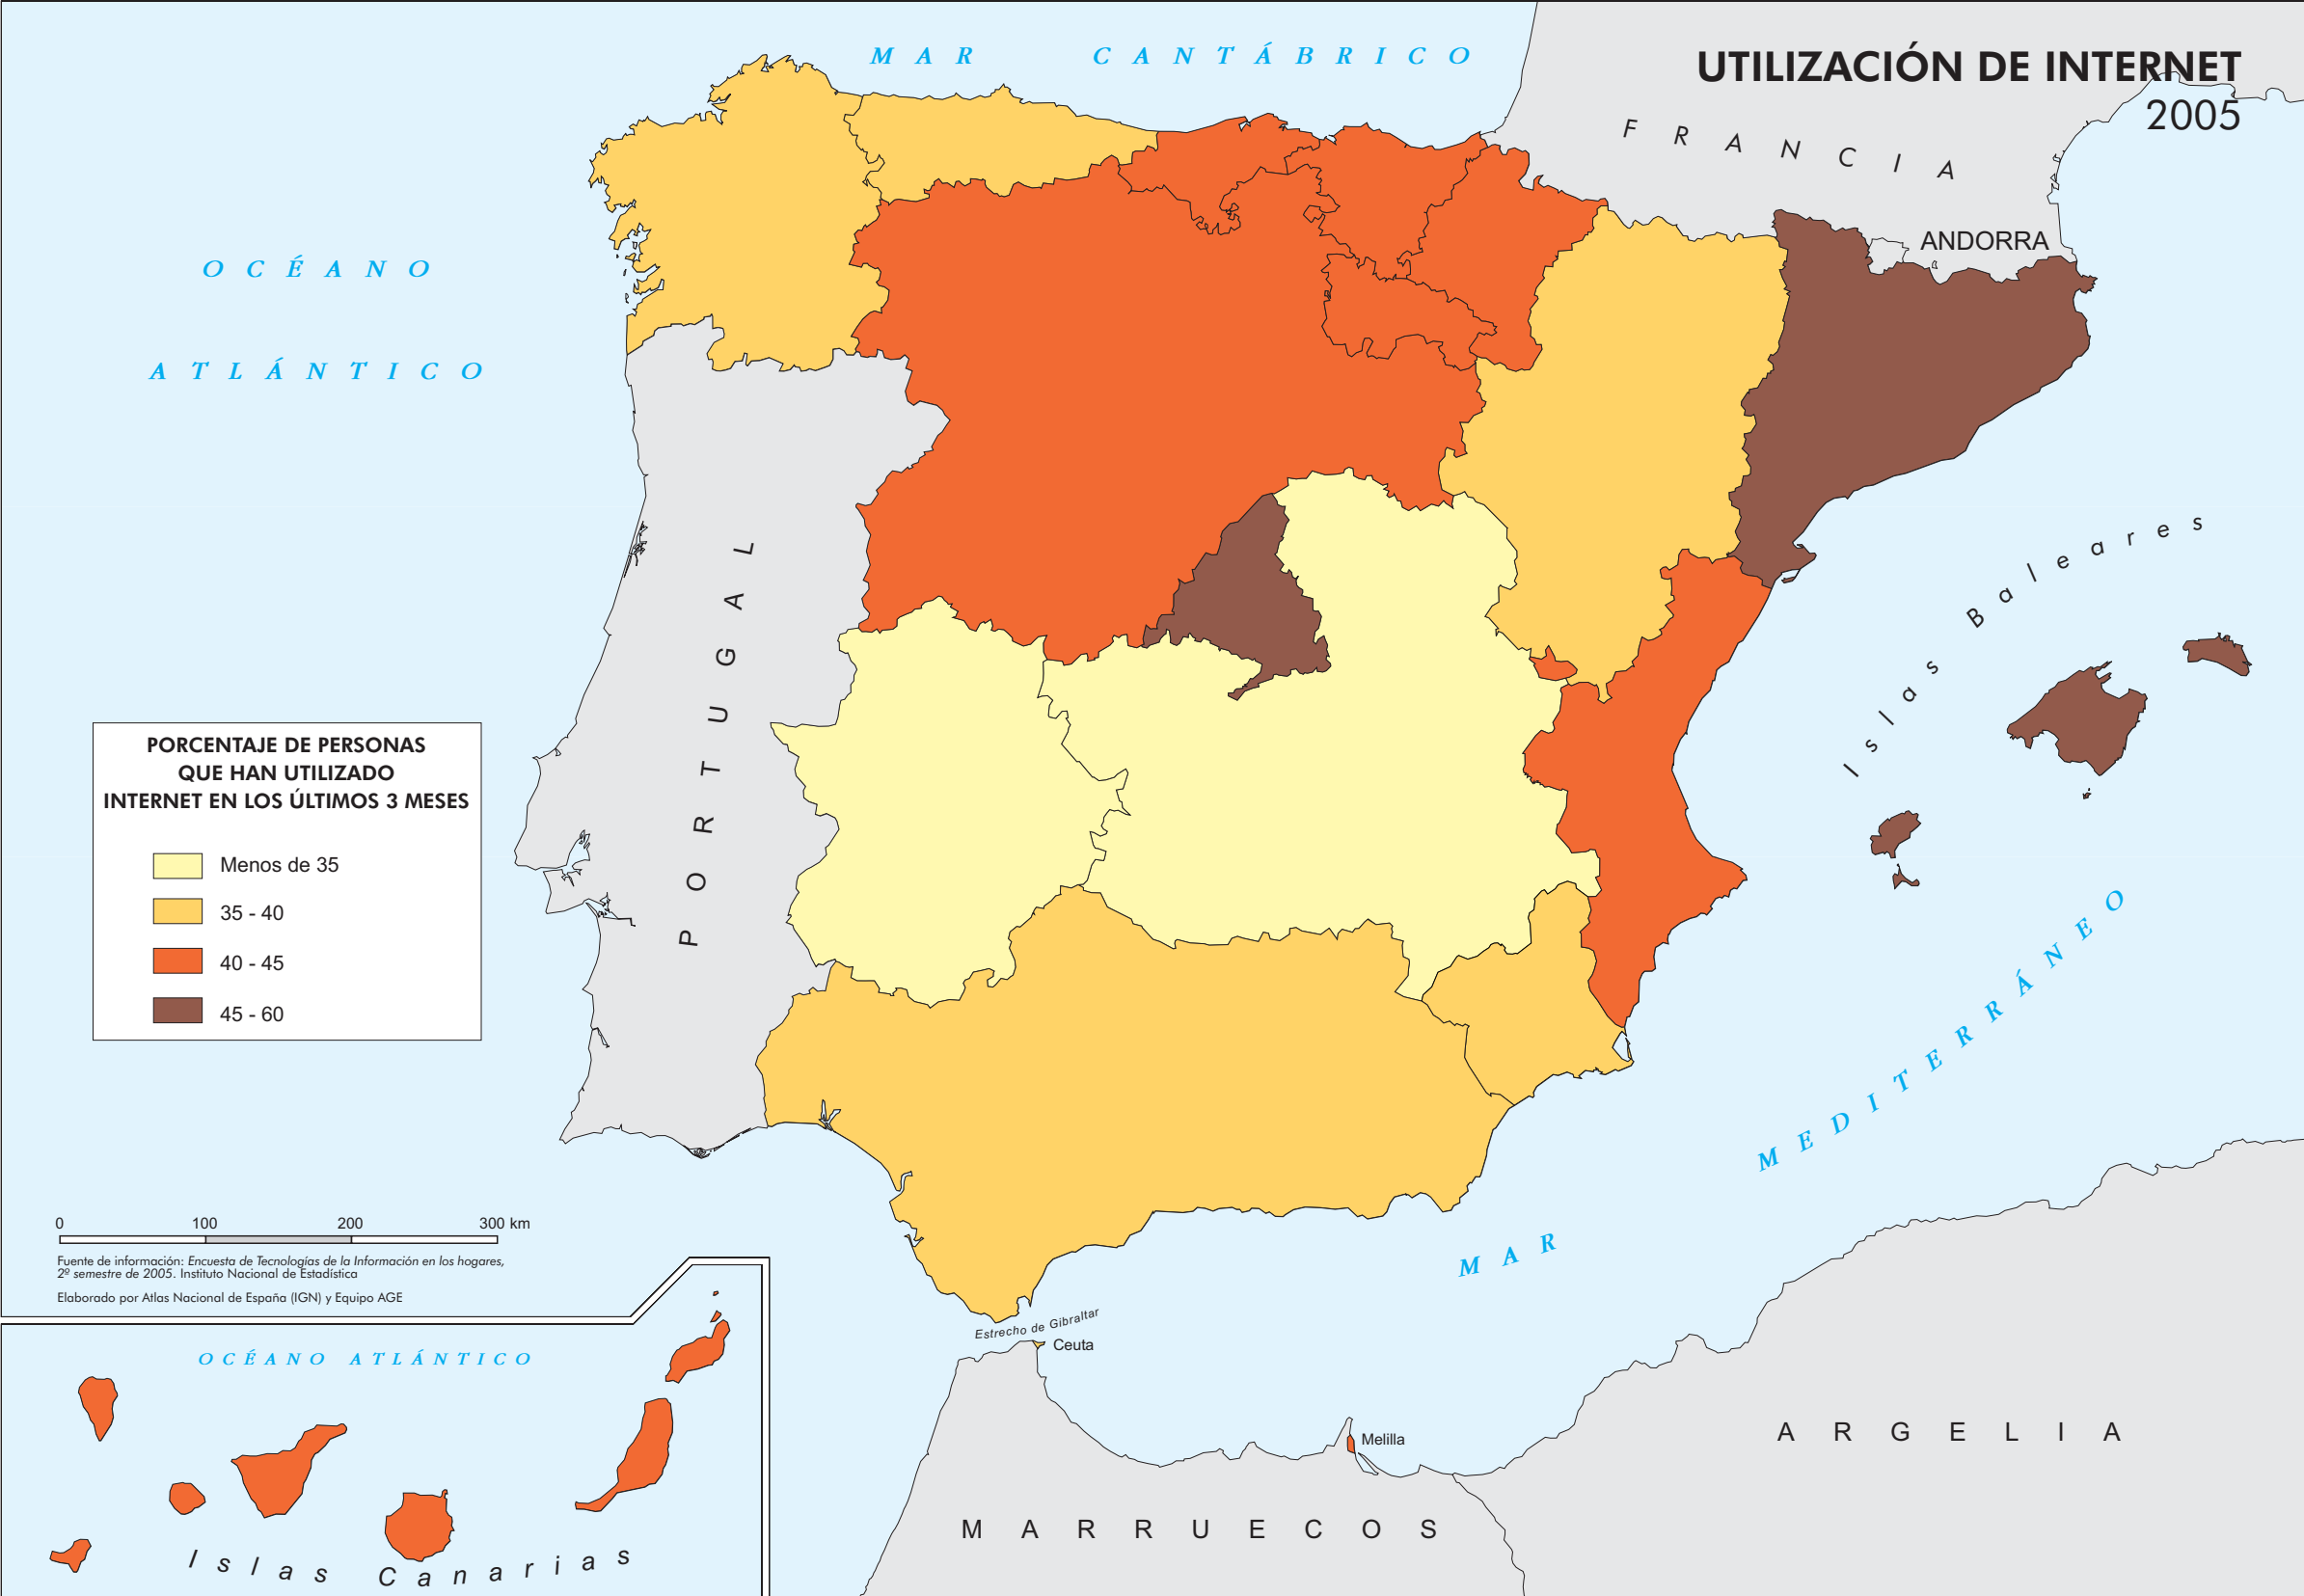 UTILIZACIÓN DE INTERNET
2005
MAR CANTÁBRICO
FRANCIA
ANDORRA
OCÉANO
ATLÁNTICO
PORTUGAL
Islas Baleares
PORCENTAJE DE PERSONAS
QUE HAN UTILIZADO
INTERNET EN LOS ÚLTIMOS 3 MESES
Menos de 35
35 - 40
40 - 45
45 - 60
MAR MEDITERRÁNEO
0 100 200 300 km
Fuente de información: Encuesta de Tecnologías de la Información en los hogares,
2º semestre de 2005. Instituto Nacional de Estadística
Elaborado por Atlas Nacional de España (IGN) y Equipo AGE
Estrecho de Gibraltar
Ceuta
Melilla
OCÉANO ATLÁNTICO
Islas Canarias
MARRUECOS
ARGELIA